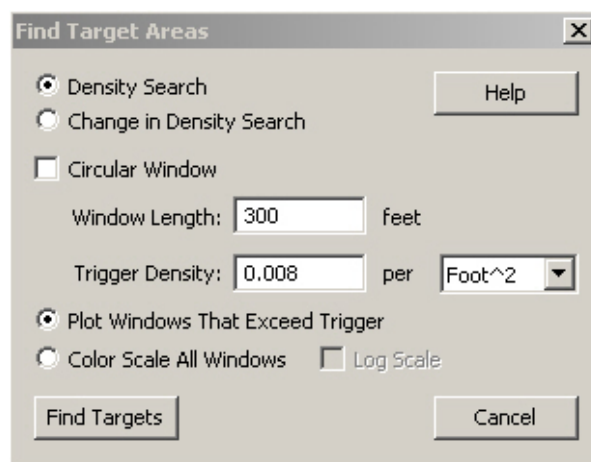 Find Target Areas
Density Search
Help
Change in Density Search
Circular Window
Window Length: 300 feet
Trigger Density: 0.008 per Foot^2
Plot Windows That Exceed Trigger
Color Scale All Windows Log Scale
Find Targets Cancel